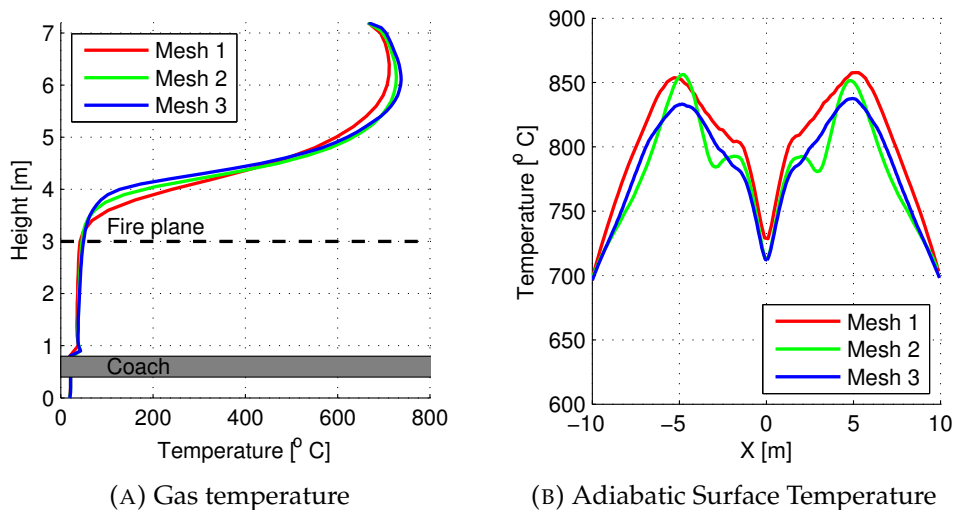 7
6
5
4
3
2
1
0
Height [m]
Mesh 1
Mesh 2
Mesh 3
Fire plane
Coach
0 200 400 600 800
Temperature [° C]
(A) Gas temperature
900
850
800
750
700
650
600
Temperature [° C]
Mesh 1
Mesh 2
Mesh 3
−10 −5 0 5 10
X [m]
(B) Adiabatic Surface Temperature